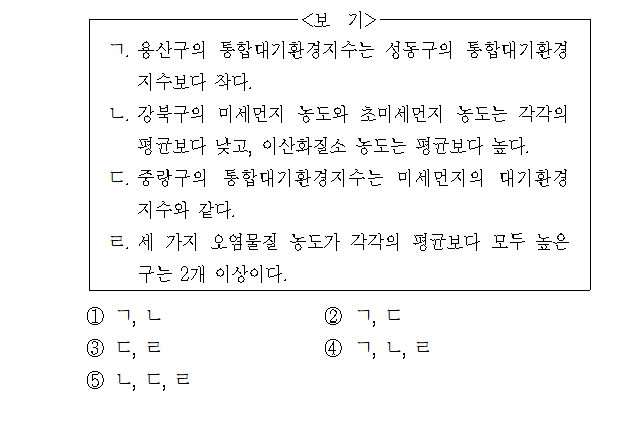 <보 기>
ㄱ. 용산구의 통합대기환경지수는 성동구의 통합대기환경
지수보다 작다.
ㄴ. 강북구의 미세먼지 농도와 초미세먼지 농도는 각각의
평균보다 낮고, 이산화질소 농도는 평균보다 높다.
ㄷ. 중랑구의 통합대기환경지수는 미세먼지의 대기환경
지수와 같다.
ㄹ. 세 가지 오염물질 농도가 각각의 평균보다 모두 높은
구는 2개 이상이다.
① ㄱ, ㄴ ② ㄱ, ㄷ
③ ㄷ, ㄹ ④ ㄱ, ㄴ, ㄹ
⑤ ㄴ, ㄷ, ㄹ